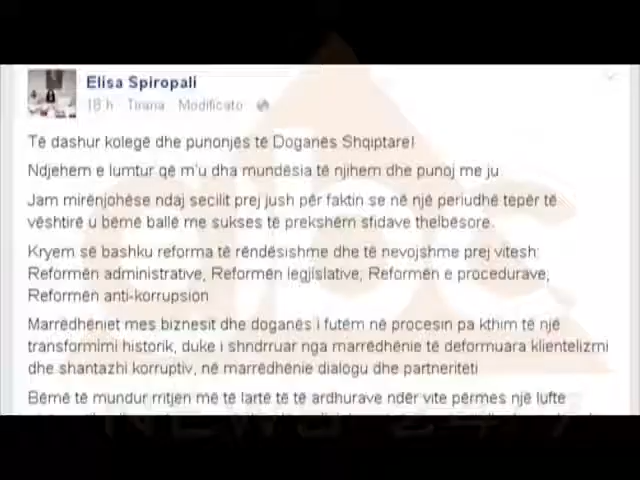 Elisa Spiropali
18 h Tirana Modificato
Të dashur kolegë dhe punonjës të Doganës Shqiptare!
Ndjehem e lumtur që m'u dha mundësia të njihem dhe punoj me ju
Jam mirënjohëse ndaj secilit prej jush për faktin se në një periudhë tepër të
vështirë u bëmë ballë me sukses të prekshëm sfidave thelbësore.
Kryem së bashku reforma të rëndësishme dhe të nevojshme prej vitesh:
Reformën administrative, Reformën legjislative, Reformën e procedurave,
Reformën anti-korrupsion
Marrëdhëniet mes biznesit dhe doganës i futëm në procesin pa kthim të një
transformimi historik, duke i shndrruar nga marrëdhënie të deformuara klientelizmi
dhe shantazhi korruptiv, në marrëdhënie dialogu dhe partneriteti
Bëmë të mundur rritjen më të lartë të të ardhurave ndër vite përmes një lufte
abc
NEWS 24 7